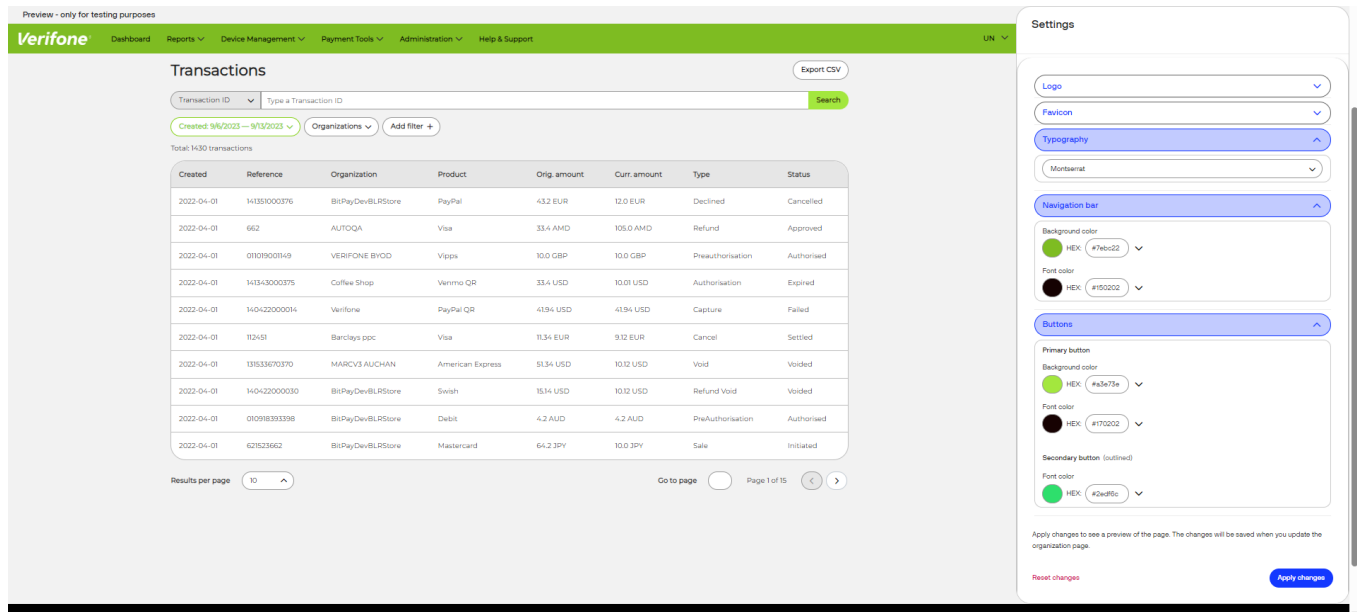 Preview - only for testing purposes
Verifone Dashboard Reports Device Management Payment Tools Administration Help & Support UN
Transactions Export CSV
Transaction ID Type a Transaction ID Search
Created: 9/6/2023 — 9/13/2023 Organizations Add filter +
Total: 1430 transactions
Created Reference Organization Product Orig. amount Curr. amount Type Status
2022-04-01 141351000376 BitPayDevBLRStore PayPal 43.2 EUR 12.0 EUR Declined Cancelled
2022-04-01 662 AUTOQA Visa 33.4 AMD 105.0 AMD Refund Approved
2022-04-01 011019001149 VERIFONE BYOD Vipps 10.0 GBP 10.0 GBP Preauthorisation Authorised
2022-04-01 141343000375 Coffee Shop Venmo QR 33.4 USD 10.01 USD Authorisation Expired
2022-04-01 140422000014 Verifone PayPal QR 41.94 USD 41.94 USD Capture Failed
2022-04-01 112451 Barclays ppc Visa 11.34 EUR 9.12 EUR Cancel Settled
2022-04-01 131533670370 MARCV3 AUCHAN American Express 51.34 USD 10.12 USD Void Voided
2022-04-01 140422000030 BitPayDevBLRStore Swish 15.14 USD 10.12 USD Refund Void Voided
2022-04-01 010918393398 BitPayDevBLRStore Debit 4.2 AUD 4.2 AUD PreAuthorisation Authorised
2022-04-01 621523662 BitPayDevBLRStore Mastercard 64.2 JPY 10.0 JPY Sale Initiated
Results per page 10 Go to page Page 1 of 15
Settings
Logo
Favicon
Typography
Montserrat
Navigation bar
Background color
HEX: #7ebc22
Font color
HEX: #150202
Buttons
Primary button
Background color
HEX: #a3e73e
Font color
HEX: #170202
Secondary button (outlined)
Font color
HEX: #2edf6c
Apply changes to see a preview of the page. The changes will be saved when you update the
organization page.
Reset changes Apply changes